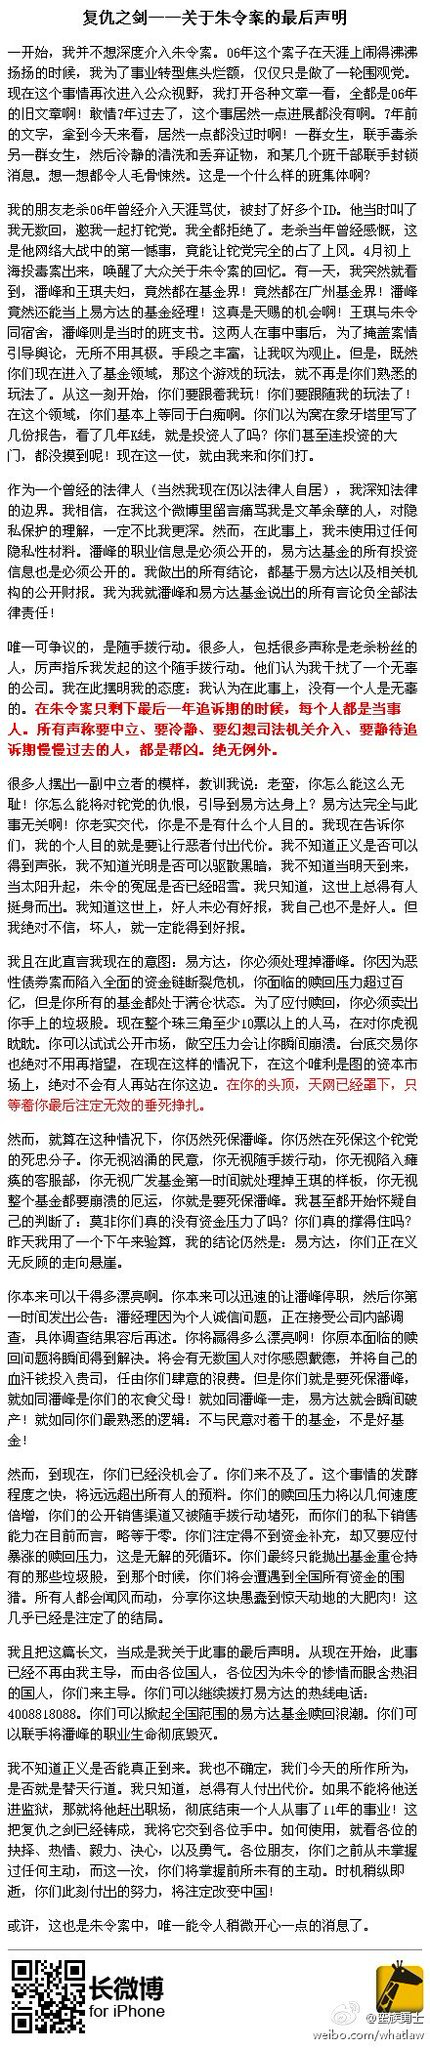 复仇之剑——关于朱令案的最后声明
一开始，我并不想深度介入朱令案。06年这个案子在天涯上闹得沸沸
扬扬的时候，我为了事业转型焦头烂额，仅仅只是做了一轮围观党。
现在这个事情再次进入公众视野，我打开各种文章一看，全都是06年
的旧文章啊！敢情7年过去了，这个事居然一点进展都没有啊。7年前
的文字，拿到今天来看，居然一点都没过时啊！一群女生，联手毒杀
另一群女生，然后冷静的清洗和丢弃证物，和某几个班干部联手封锁
消息。想一想都令人毛骨悚然。这是一个什么样的班集体啊？
我的朋友老杀06年曾经介入天涯骂仗，被封了好多个ID。他当时叫了
我无数回，邀我一起打铊党。我全都拒绝了。老杀当年曾经感慨，这
是他网络大战中的第一憾事，竟能让铊党完全的占了上风。4月初上
海投毒案出来，唤醒了大众关于朱令案的回忆。有一天，我突然就看
到，潘峰和王琪夫妇，竟然都在基金界！竟然都在广州基金界！潘峰
竟然还能当上易方达的基金经理！这真是天赐的机会啊！王琪与朱令
同宿舍，潘峰则是当时的班支书。这两人在事中事后，为了掩盖案情
引导舆论，无所不用其极。手段之丰富，让我叹为观止。但是，既然
你们现在进入了基金领域，那这个游戏的玩法，就不再是你们熟悉的
玩法了。从这一刻开始，你们要跟着我玩！你们要跟随我的玩法了！
在这个领域，你们基本上等同于白痴啊。你们以为窝在象牙塔里写了
几份报告，看了几年K线，就是投资人了吗？你们甚至连投资的大
门，都没摸到呢！现在这一仗，就由我来和你们打。
作为一个曾经的法律人（当然我现在仍以法律人自居），我深知法律
的边界。我相信，在我这个微博里留言痛骂我是文革余孽的人，对隐
私保护的理解，一定不比我更深。然而，在此事上，我未使用过任何
隐私性材料。潘峰的职业信息是必须公开的，易方达基金的所有投资
信息也是必须公开的。我做出的所有结论，都基于易方达以及相关机
构的公开财报。我为我就潘峰和易方达基金说出的所有言论负全部法
律责任！
唯一可争议的，是随手拨行动。很多人，包括很多声称是老杀粉丝的
人，厉声指斥我发起的这个随手拨行动。他们认为我干扰了一个无辜
的公司。我在此摆明我的态度：我认为在此事上，没有一个人是无辜
的。在朱令案只剩下最后一年追诉期的时候，每个人都是当事
人。所有声称要中立、要冷静、要幻想司法机关介入、要静待追
诉期慢慢过去的人，都是帮凶。绝无例外。
很多人摆出一副中立者的模样，教训我说：老蛮，你怎么能这么无
耻！你怎么能将对铊党的仇恨，引导到易方达身上？易方达完全与此
事无关啊！你老实交代，你是不是有什么个人目的。我现在告诉你
们，我的个人目的就是要让行恶者付出代价。我不知道正义是否可以
得到声张，我不知道光明是否可以驱散黑暗，我不知道当明天到来，
当太阳升起，朱令的冤屈是否已经昭雪。我只知道，这世上总得有人
挺身而出。我知道这世上，好人未必有好报，我自己也不是好人。但
我绝对不信，坏人，就一定能得到好报。
我且在此直言我现在的意图：易方达，你必须处理掉潘峰。你因为恶
性债券案而陷入全面的资金链断裂危机，你面临的赎回压力超过百
亿，但是你所有的基金都处于满仓状态。为了应付赎回，你必须卖出
你手上的垃圾股。现在整个珠三角至少10票以上的人马，在对你虎视
眈眈。你可以试试公开市场，做空压力会让你瞬间崩溃。台底交易你
也绝对不用再指望，在现在这样的情况下，在这个唯利是图的资本市
场上，绝对不会有人再站在你这边。在你的头顶，天网已经罩下，只
等着你最后注定无效的垂死挣扎。
然而，就算在这种情况下，你仍然死保潘峰。你仍然在死保这个铊党
的死忠分子。你无视汹涌的民意，你无视随手拨行动，你无视陷入瘫
痪的客服部，你无视广发基金第一时间就处理掉王琪的样板，你无视
整个基金都要崩溃的厄运，你就是要死保潘峰。我甚至都开始怀疑自
己的判断了：莫非你们真的没有资金压力了吗？你们真的撑得住吗？
昨天我用了一个下午来验算，我的结论仍然是：易方达，你们正在义
无反顾的走向悬崖。
你本来可以干得多漂亮啊。你本来可以迅速的让潘峰停职，然后你第
一时间发出公告：潘经理因为个人诚信问题，正在接受公司内部调
查，具体调查结果容后再述。你将赢得多么漂亮啊！你原本面临的赎
回问题将瞬间得到解决。将会有无数国人对你感恩戴德，并将自己的
血汗钱投入贵司，任由你们肆意的浪费。但是你们就是要死保潘峰，
就如同潘峰是你们的衣食父母！就如同潘峰一走，易方达就会瞬间破
产！就如同你们最熟悉的逻辑：不与民意对着干的基金，不是好基
金！
然而，到现在，你们已经没机会了。你们来不及了。这个事情的发酵
程度之快，将远远超出所有人的预料。你们的赎回压力将以几何速度
倍增，你们的公开销售渠道又被随手拨行动堵死，而你们的私下销售
能力在目前而言，略等于零。你们注定得不到资金补充，却又要应付
暴涨的赎回压力，这是无解的死循环。你们最终只能抛出基金重仓持
有的那些垃圾股，到那个时候，你们将会遭遇到全国所有资金的围
猎。所有人都会闻风而动，分享你这块愚蠢到惊天动地的大肥肉！这
几乎已经是注定了的结局。
我且把这篇长文，当成是我关于此事的最后声明。从现在开始，此事
已经不再由我主导，而由各位国人，各位因为朱令的惨情而眼含热泪
的国人，你们来主导。你们可以继续拨打易方达的热线电话：
4008818088。你们可以掀起全国范围的易方达基金赎回浪潮。你们可
以联手将潘峰的职业生命彻底毁灭。
我不知道正义是否能真正到来。我也不确定，我们今天的所作所为，
是否就是替天行道。我只知道，总得有人付出代价。如果不能将他送
进监狱，那就将他赶出职场，彻底结束一个人从事了11年的事业！这
把复仇之剑已经铸成，我将它交到各位手中。如何使用，就看各位的
抉择、热情、毅力、决心，以及勇气。各位朋友，你们之前从未掌握
过任何主动，而这一次，你们将掌握前所未有的主动。时机稍纵即
逝，你们此刻付出的努力，将注定改变中国！
或许，这也是朱令案中，唯一能令人稍微开心一点的消息了。
长微博
for iPhone
@蛮族勇士
weibo.com/whatlaw